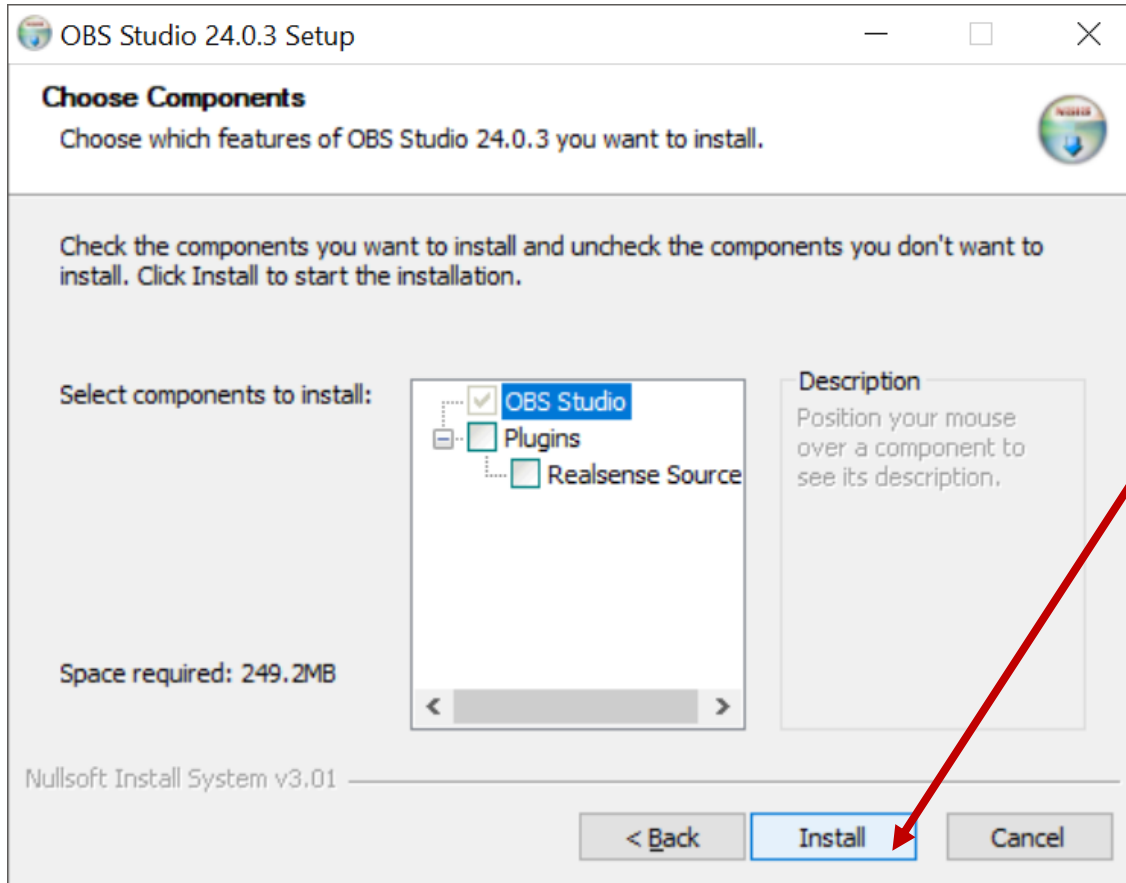 OBS Studio 24.0.3 Setup
Choose Components
Choose which features of OBS Studio 24.0.3 you want to install.
Check the components you want to install and uncheck the components you don't want to
install. Click Install to start the installation.
Select components to install:
OBS Studio
Plugins
Realsense Source
Description
Position your mouse
over a component to
see its description.
Space required: 249.2MB
Nullsoft Install System v3.01
< Back
Install
Cancel